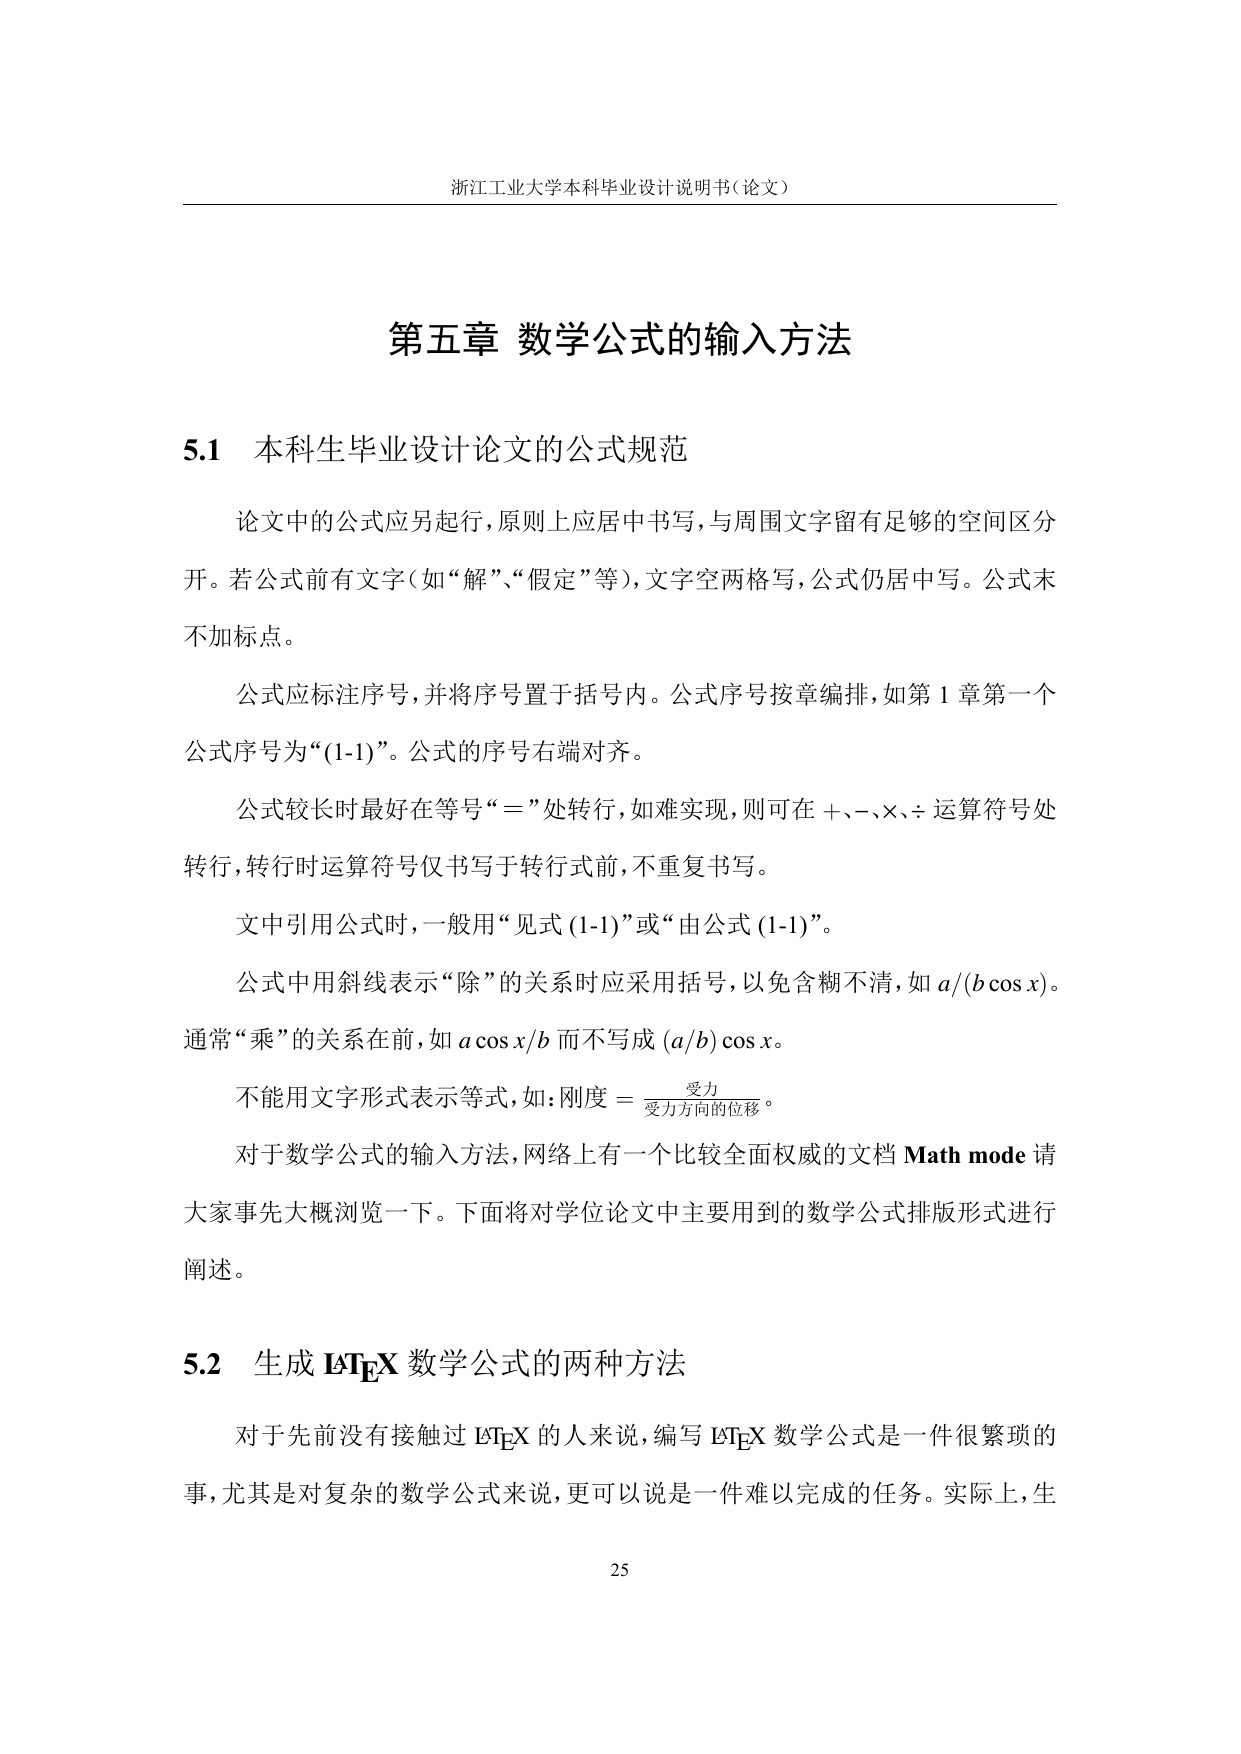 浙江工业大学本科毕业设计说明书(论文)
第五章 数学公式的输入方法
5.1 本科生毕业设计论文的公式规范
论文中的公式应另起行,原则上应居中书写,与周围文字留有足够的空间区分
开。若公式前有文字(如“解”、“假定”等),文字空两格写,公式仍居中写。公式末
不加标点。
公式应标注序号,并将序号置于括号内。公式序号按章编排,如第 1 章第一个
公式序号为“(1-1)”。公式的序号右端对齐。
公式较长时最好在等号“＝”处转行,如难实现,则可在 +、−、×、÷ 运算符号处
转行,转行时运算符号仅书写于转行式前,不重复书写。
文中引用公式时,一般用“见式 (1-1)”或“由公式 (1-1)”。
公式中用斜线表示“除”的关系时应采用括号,以免含糊不清,如 a/(b cos x)。
通常“乘”的关系在前,如 a cos x/b 而不写成 (a/b) cos x。
不能用文字形式表示等式,如:刚度 = 受力/受力方向的位移。
对于数学公式的输入方法,网络上有一个比较全面权威的文档 Math mode 请
大家事先大概浏览一下。下面将对学位论文中主要用到的数学公式排版形式进行
阐述。
5.2 生成 LATEX 数学公式的两种方法
对于先前没有接触过 LATEX 的人来说,编写 LATEX 数学公式是一件很繁琐的
事,尤其是对复杂的数学公式来说,更可以说是一件难以完成的任务。实际上,生
25